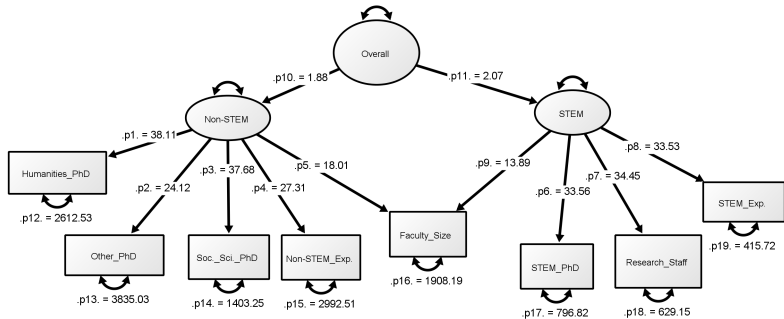 Overall
.p10. = 1.88
.p11. = 2.07
Non-STEM
STEM
.p1. = 38.11
.p2. = 24.12
.p3. = 37.68
.p4. = 27.31
.p5. = 18.01
.p9. = 13.89
.p6. = 33.56
.p7. = 34.45
.p8. = 33.53
Humanities_PhD
.p12. = 2612.53
Other_PhD
.p13. = 3835.03
Soc._Sci._PhD
.p14. = 1403.25
Non-STEM_Exp.
.p15. = 2992.51
Faculty_Size
.p16. = 1908.19
STEM_PhD
.p17. = 796.82
Research_Staff
.p18. = 629.15
STEM_Exp.
.p19. = 415.72